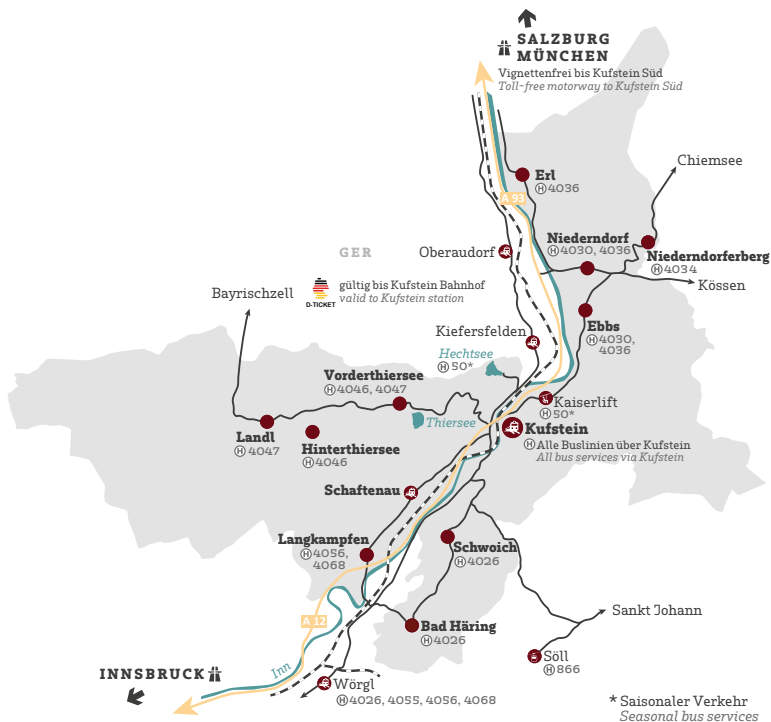 SALZBURG
MÜNCHEN
Vignettenfrei bis Kufstein Süd
Toll-free motorway to Kufstein Süd
Chiemsee
Erl
H 4036
A 93
Niederndorf
H 4030, 4036
Niederndorferberg
H 4034
Oberaudorf
GER
Kössen
gültig bis Kufstein Bahnhof
valid to Kufstein station
D-TICKET
Bayrischzell
Ebbs
H 4030,
4036
Kiefersfelden
Hechtsee
H 50*
Vorderthiersee
H 4046, 4047
Kaiserlift
H 50*
Thiersee
Kufstein
H Alle Buslinien über Kufstein
All bus services via Kufstein
Landl
H 4047
Hinterthiersee
H 4046
Schaftenau
Langkampfen
H 4056,
4068
Schwoich
H 4026
Sankt Johann
A 12
Bad Häring
H 4026
Söll
H 866
INNSBRUCK
Inn
Wörgl
H 4026, 4055, 4056, 4068
* Saisonaler Verkehr
Seasonal bus services